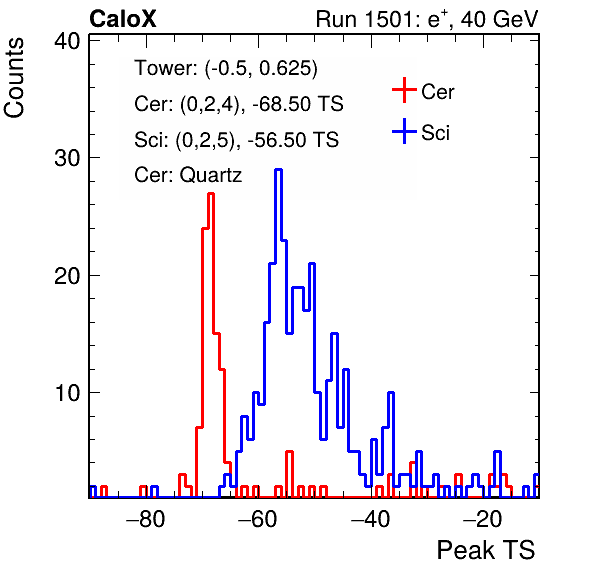 CaloX Run 1501: e⁺, 40 GeV
Counts
40
30
20
10
Tower: (-0.5, 0.625)
Cer: (0,2,4), -68.50 TS
Sci: (0,2,5), -56.50 TS
Cer: Quartz
Cer
Sci
−80 −60 −40 −20
Peak TS